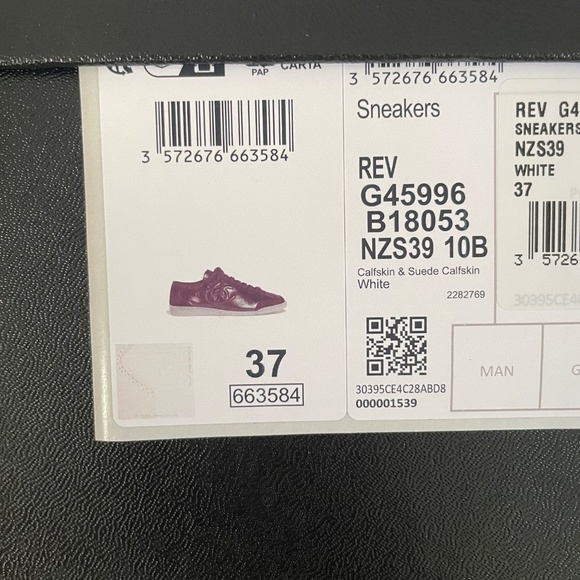 PAP
CARTA
3 572676 663584
37
663584
3 572676 663584
Sneakers
REV
G45996
B18053
NZS39 10B
Calfskin & Suede Calfskin
White
2282769
30395CE4C28ABD8
000001539
REV G4
SNEAKERS
NZS39
WHITE
37
3 5726
30395CE4
MAN
G